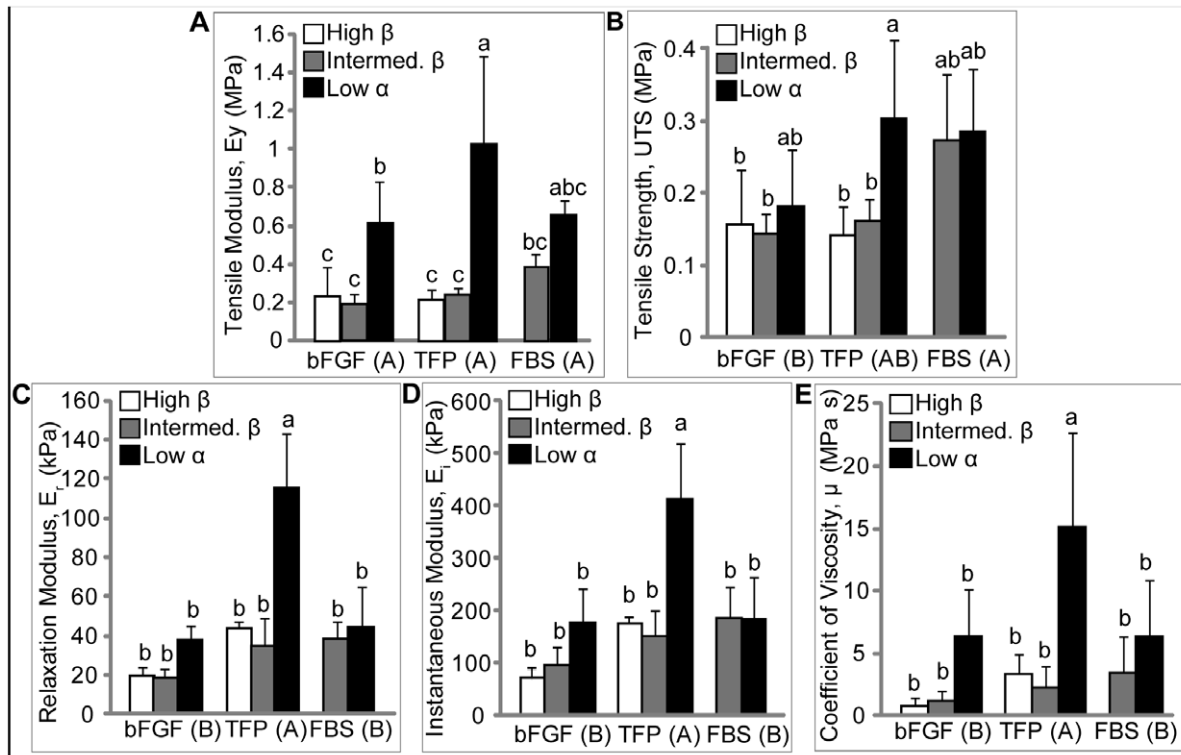 A
High β
Intermed. β
Low α
Tensile Modulus, Ey (MPa)
1.6
1.4
1.2
1
0.8
0.6
0.4
0.2
0
c c b
c c a
bc abc
bFGF (A) TFP (A) FBS (A)
B
High β
Intermed. β
Low α
Tensile Strength, UTS (MPa)
0.4
0.3
0.2
0.1
0
b b ab
b b a
ab ab
bFGF (B) TFP (AB) FBS (A)
C
High β
Intermed. β
Low α
Relaxation Modulus, Er (kPa)
160
140
120
100
80
60
40
20
0
b b b
b b a
b b
bFGF (B) TFP (A) FBS (B)
D
High β
Intermed. β
Low α
Instantaneous Modulus, Ei (kPa)
600
500
400
300
200
100
0
b b b
b b a
b b
bFGF (B) TFP (A) FBS (B)
E
High β
Intermed. β
Low α
Coefficient of Viscosity, μ (MPa s)
25
20
15
10
5
0
b b b
b b a
b b
bFGF (B) TFP (A) FBS (B)